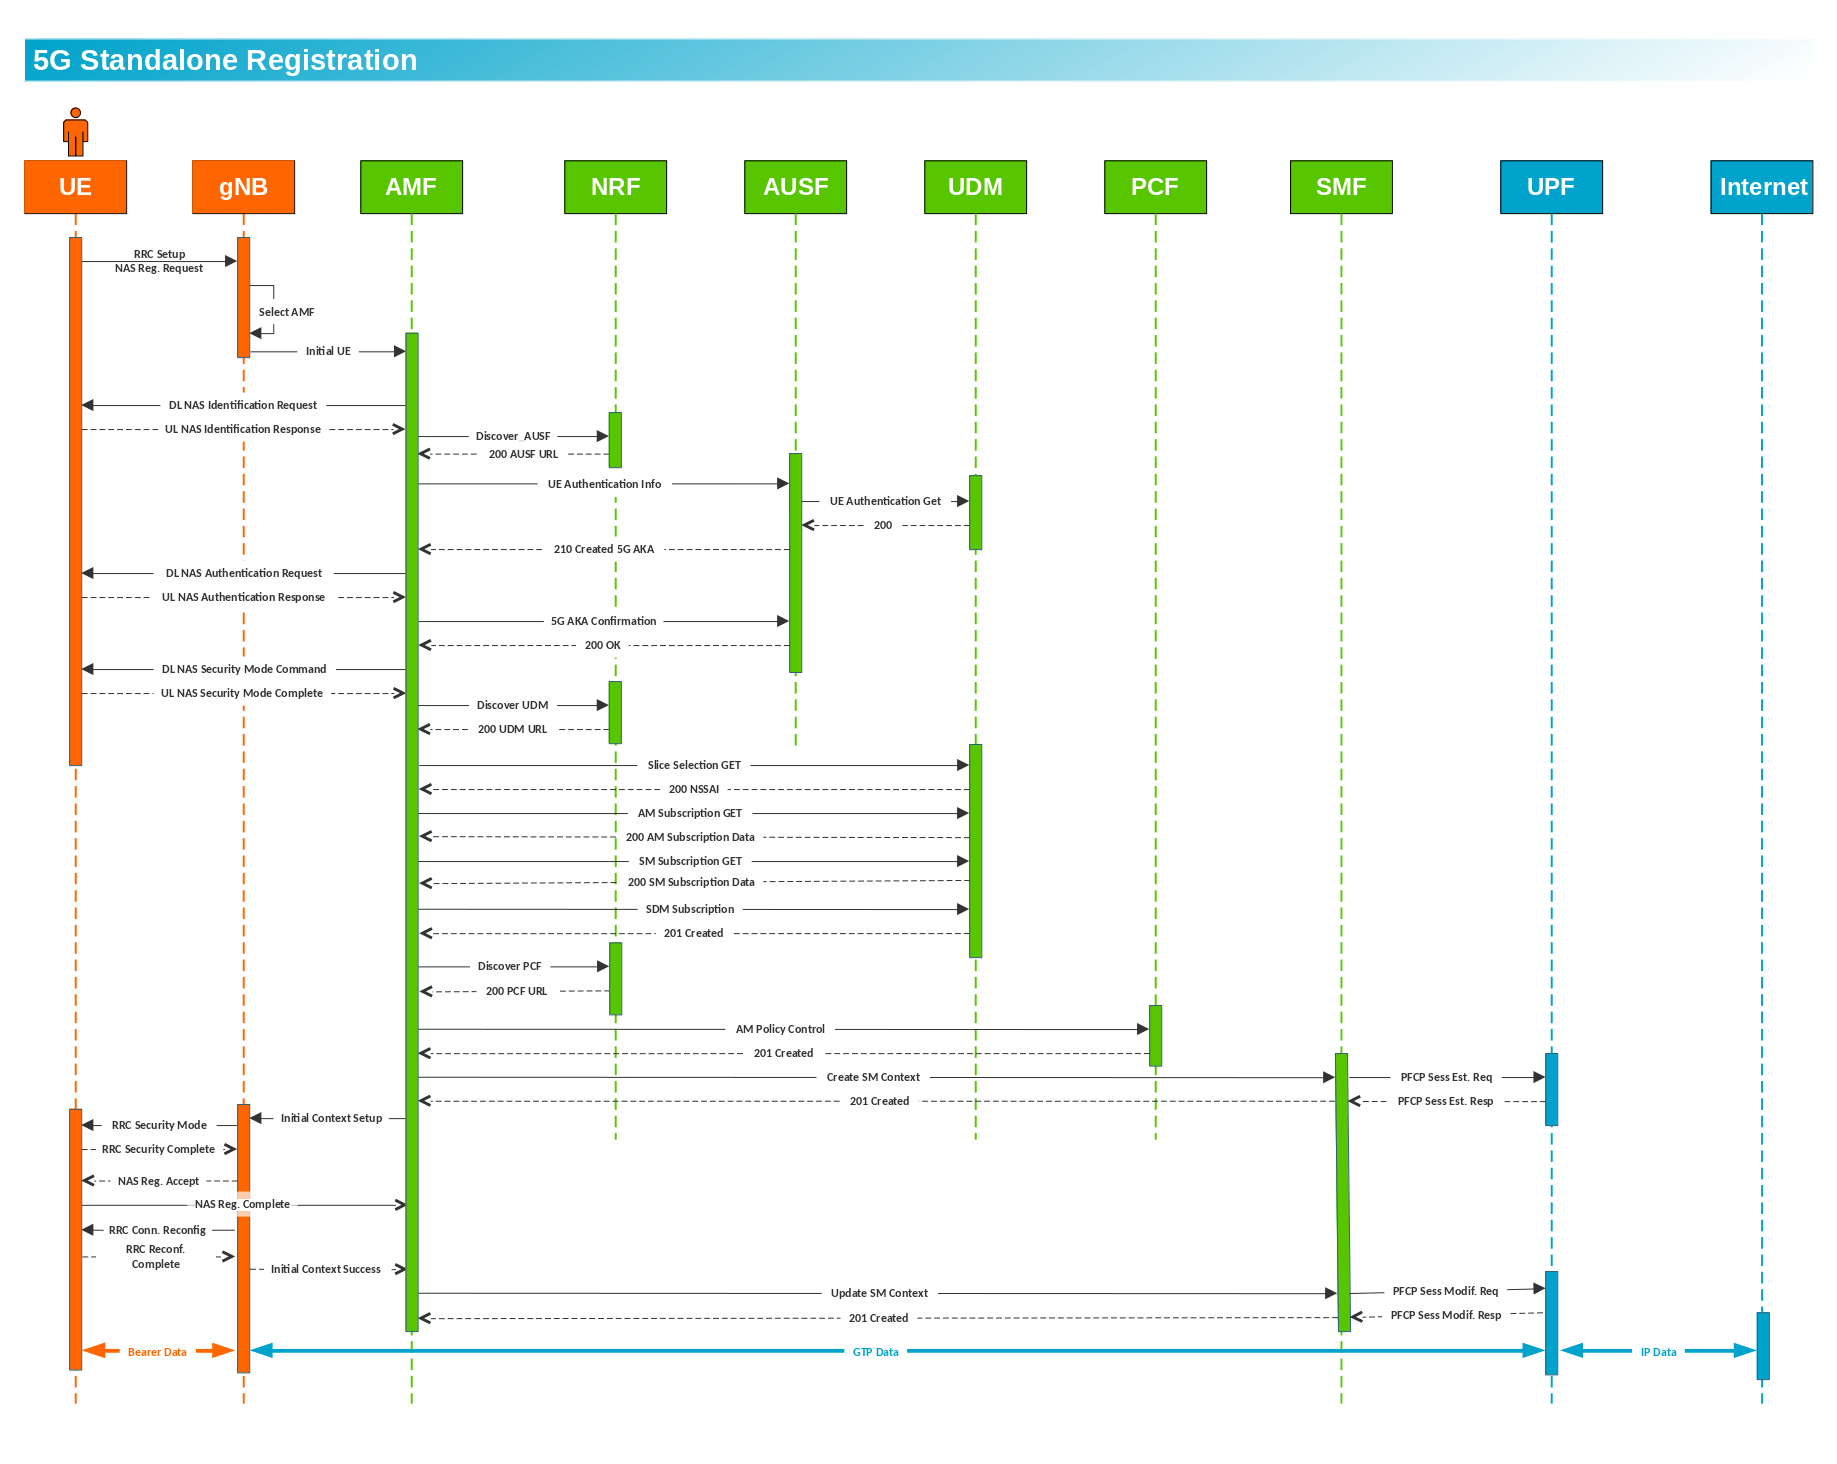 5G Standalone Registration
UE
gNB
AMF
NRF
AUSF
UDM
PCF
SMF
UPF
Internet
RRC Setup
NAS Reg. Request
Select AMF
Initial UE
DL NAS Identification Request
UL NAS Identification Response
Discover_AUSF
200 AUSF URL
UE Authentication Info
UE Authentication Get
200
210 Created 5G AKA
DL NAS Authentication Request
UL NAS Authentication Response
5G AKA Confirmation
200 OK
DL NAS Security Mode Command
UL NAS Security Mode Complete
Discover UDM
200 UDM URL
Slice Selection GET
200 NSSAI
AM Subscription GET
200 AM Subscription Data
SM Subscription GET
200 SM Subscription Data
SDM Subscription
201 Created
Discover PCF
200 PCF URL
AM Policy Control
201 Created
Create SM Context
PFCP Sess Est. Req
201 Created
PFCP Sess Est. Resp
Initial Context Setup
RRC Security Mode
RRC Security Complete
NAS Reg. Accept
NAS Reg. Complete
RRC Conn. Reconfig
RRC Reconf.
Complete
Initial Context Success
Update SM Context
PFCP Sess Modif. Req
201 Created
PFCP Sess Modif. Resp
Bearer Data
GTP Data
IP Data